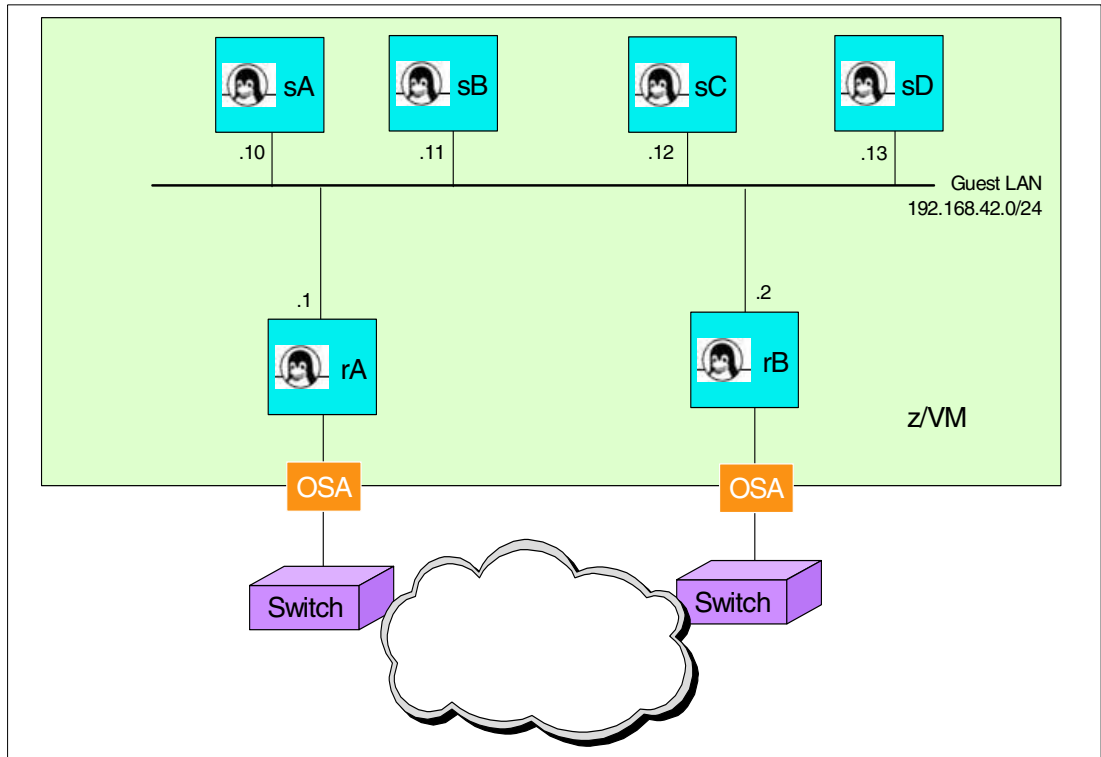 sA
sB
sC
sD
.10
.11
.12
.13
Guest LAN
192.168.42.0/24
.1
.2
rA
rB
z/VM
OSA
OSA
Switch
Switch